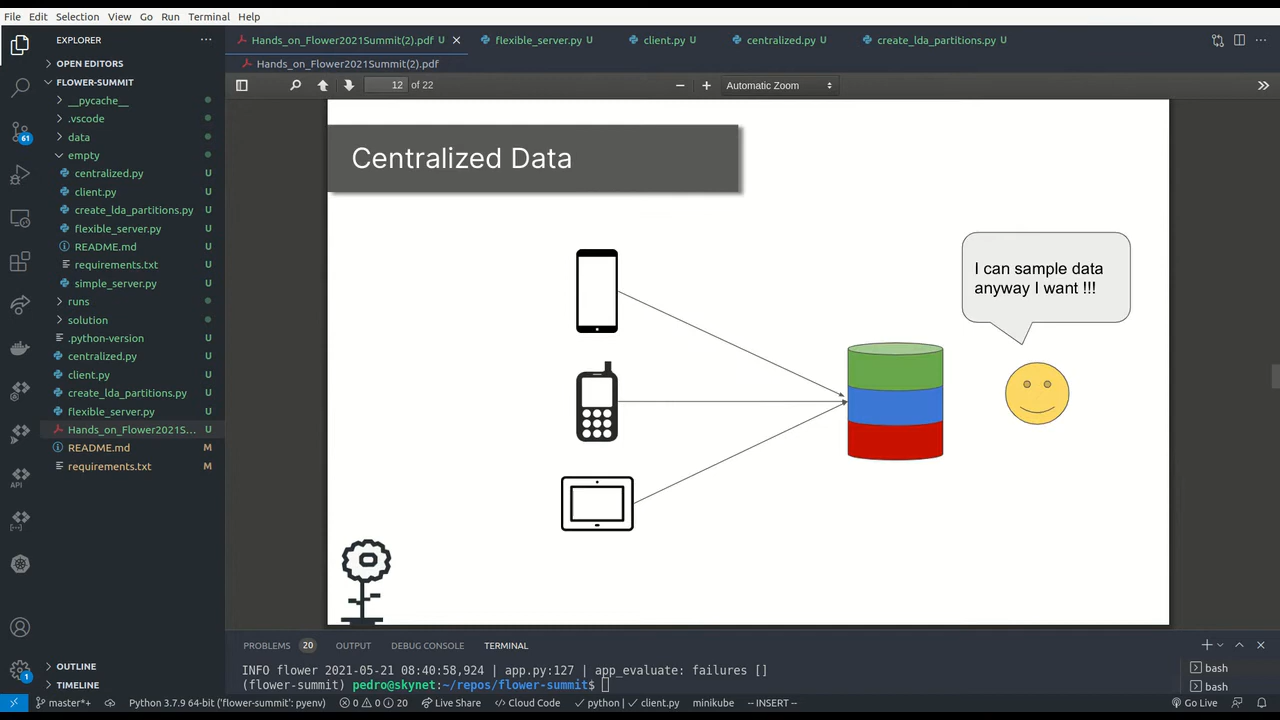 File Edit Selection View Go Run Terminal Help
EXPLORER ···
Hands_on_Flower2021Summit(2).pdf U flexible_server.py U client.py U centralized.py U create_lda_partitions.py U
OPEN EDITORS
Hands_on_Flower2021Summit(2).pdf
FLOWER-SUMMIT
12 of 22 Automatic Zoom
__pycache__
.vscode
data
empty
centralized.py U
client.py U
create_lda_partitions.py U
flexible_server.py U
README.md U
requirements.txt U
simple_server.py U
runs
solution
.python-version U
centralized.py U
client.py U
create_lda_partitions.py U
flexible_server.py U
Hands_on_Flower2021S... U
README.md M
requirements.txt M
OUTLINE
TIMELINE
61
API
1
Centralized Data
I can sample data
anyway I want !!!
PROBLEMS 20 OUTPUT DEBUG CONSOLE TERMINAL
INFO flower 2021-05-21 08:40:58,924 | app.py:127 | app_evaluate: failures []
(flower-summit) pedro@skynet:~/repos/flower-summit$
bash
bash
master*+ Python 3.7.9 64-bit ('flower-summit': pyenv) 0 0 20 Live Share Cloud Code python | client.py minikube -- INSERT -- Go Live